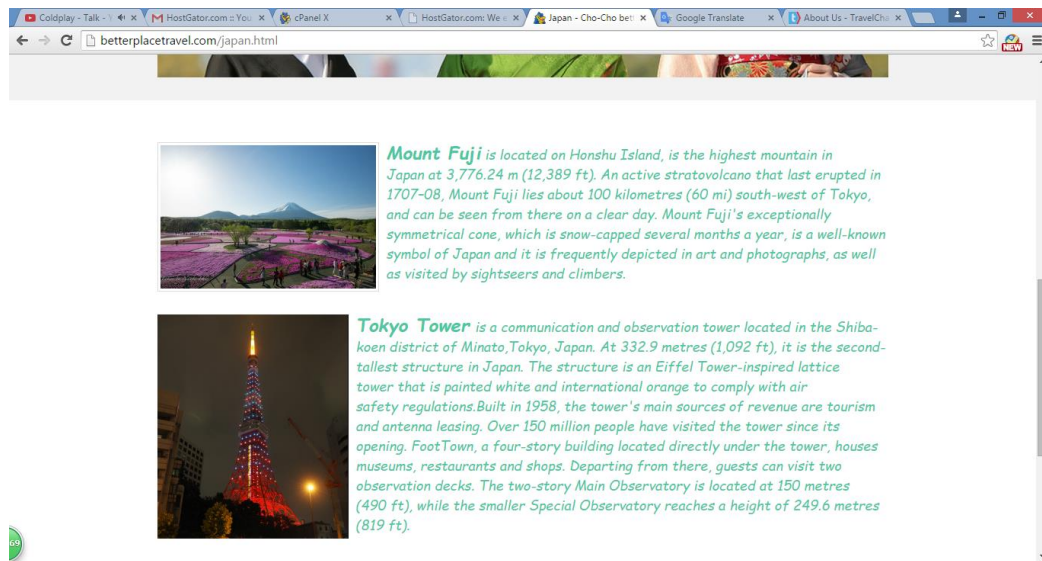 Coldplay - Talk - Y
HostGator.com :: You
cPanel X
HostGator.com: We e
Japan - Cho-Cho bett
Google Translate
About Us - TravelCha
betterplacetravel.com/japan.html
NEW
Mount Fuji is located on Honshu Island, is the highest mountain in
Japan at 3,776.24 m (12,389 ft). An active stratovolcano that last erupted in
1707–08, Mount Fuji lies about 100 kilometres (60 mi) south-west of Tokyo,
and can be seen from there on a clear day. Mount Fuji's exceptionally
symmetrical cone, which is snow-capped several months a year, is a well-known
symbol of Japan and it is frequently depicted in art and photographs, as well
as visited by sightseers and climbers.
Tokyo Tower is a communication and observation tower located in the Shiba-
koen district of Minato,Tokyo, Japan. At 332.9 metres (1,092 ft), it is the second-
tallest structure in Japan. The structure is an Eiffel Tower-inspired lattice
tower that is painted white and international orange to comply with air
safety regulations.Built in 1958, the tower's main sources of revenue are tourism
and antenna leasing. Over 150 million people have visited the tower since its
opening. FootTown, a four-story building located directly under the tower, houses
museums, restaurants and shops. Departing from there, guests can visit two
observation decks. The two-story Main Observatory is located at 150 metres
(490 ft), while the smaller Special Observatory reaches a height of 249.6 metres
(819 ft).
69